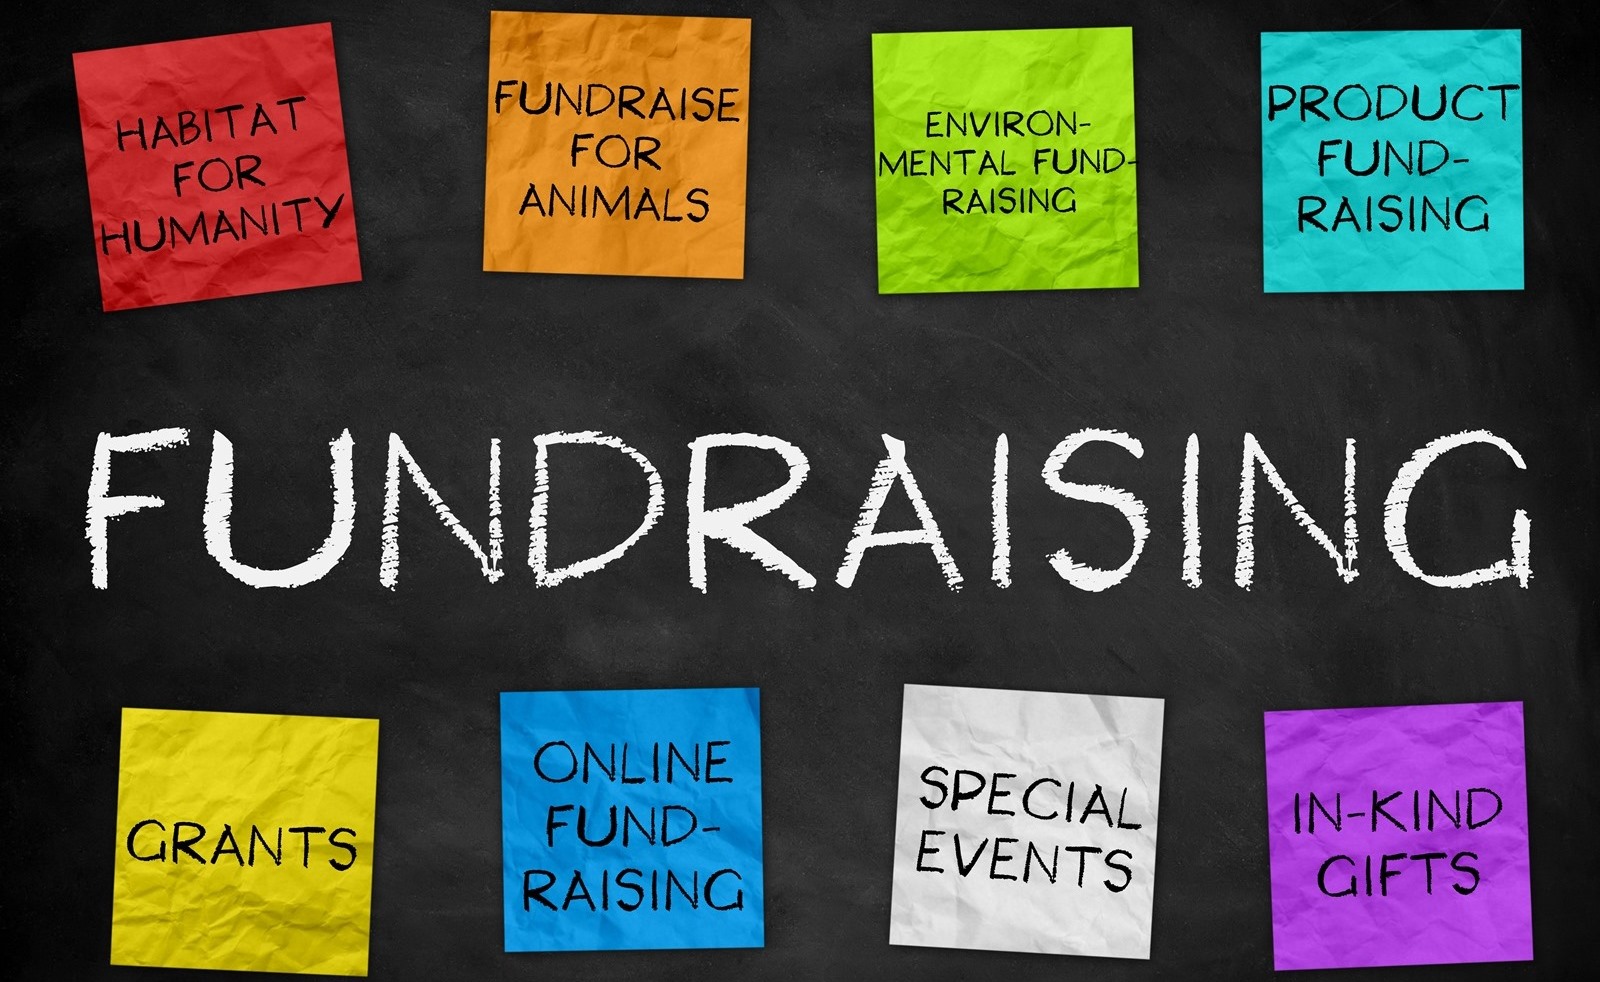 HABITAT
FOR
HUMANITY
FUNDRAISE
FOR
ANIMALS
ENVIRON-
MENTAL FUND-
RAISING
PRODUCT
FUND-
RAISING
FUNDRAISING
GRANTS
ONLINE
FUND-
RAISING
SPECIAL
EVENTS
IN-KIND
GIFTS